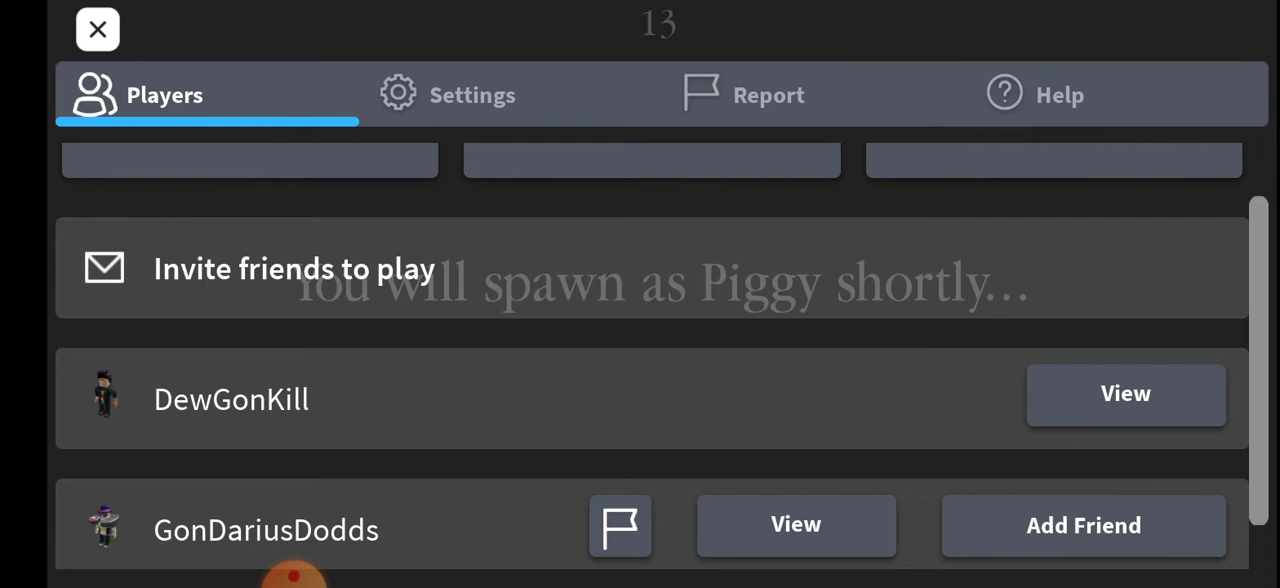 13
Players
Settings
Report
Help
Invite friends to play
You will spawn as Piggy shortly...
DewGonKill
View
GonDariusDodds
View
Add Friend